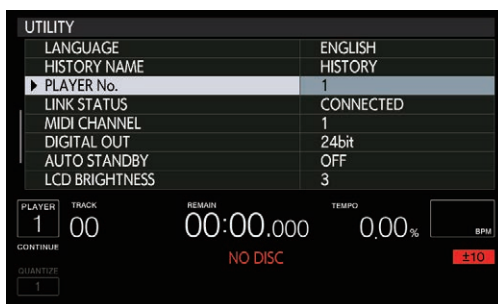 UTILITY
LANGUAGE ENGLISH
HISTORY NAME HISTORY
PLAYER No. 1
LINK STATUS CONNECTED
MIDI CHANNEL 1
DIGITAL OUT 24bit
AUTO STANDBY OFF
LCD BRIGHTNESS 3
PLAYER TRACK REMAIN TEMPO
1 00 00:00.000 0.00% BPM
CONTINUE
NO DISC ±10
QUANTIZE
1